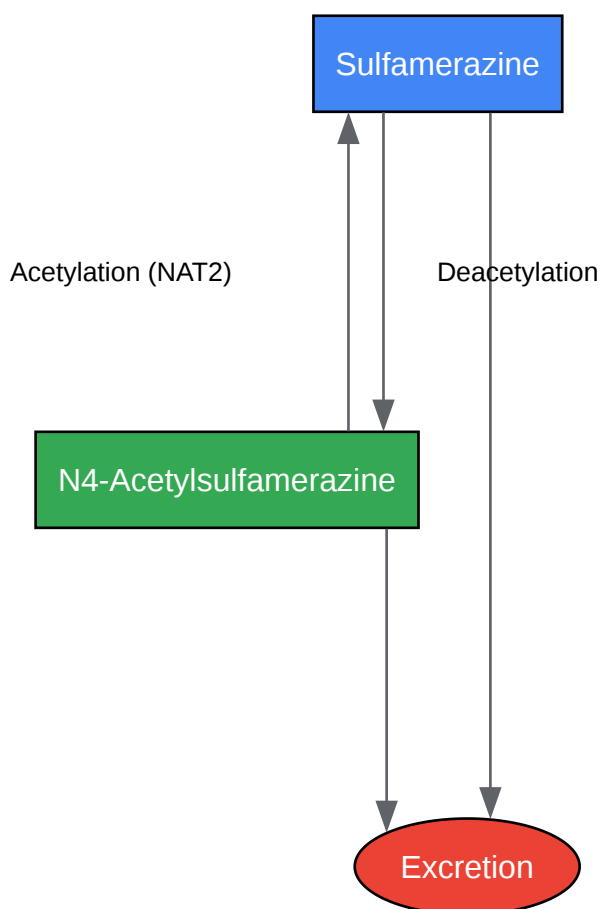 Sulfamerazine
Acetylation (NAT2)
Deacetylation
N4-Acetylsulfamerazine
Excretion